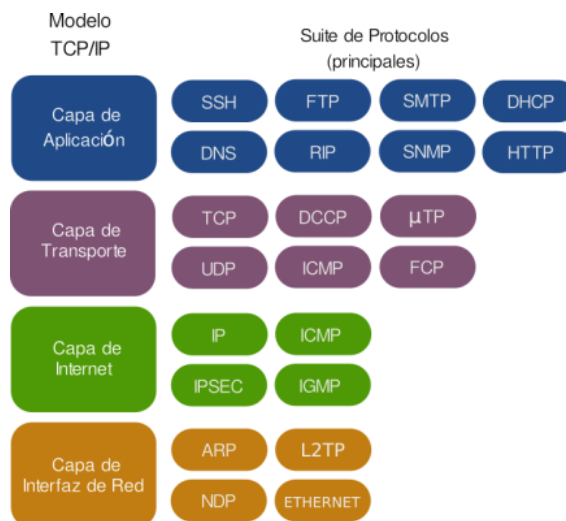 Modelo
TCP/IP
Suite de Protocolos
(principales)
Capa de
Aplicación
SSH FTP SMTP DHCP
DNS RIP SNMP HTTP
Capa de
Transporte
TCP DCCP μTP
UDP ICMP FCP
Capa de
Internet
IP ICMP
IPSEC IGMP
Capa de
Interfaz de Red
ARP L2TP
NDP ETHERNET